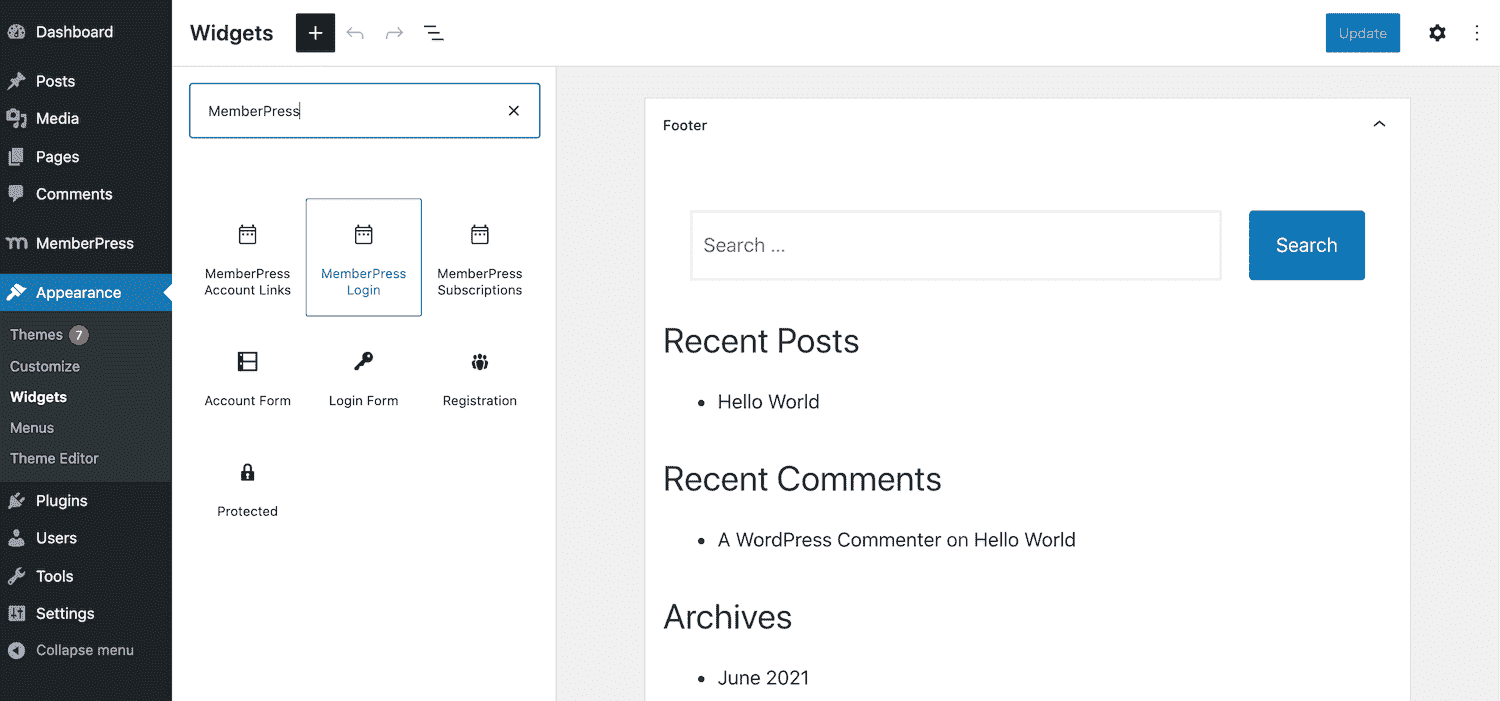 Dashboard
Posts
Media
Pages
Comments
MemberPress
Appearance
Themes 7
Customize
Widgets
Menus
Theme Editor
Plugins
Users
Tools
Settings
Collapse menu
Widgets
Update
MemberPress
MemberPress
Account Links
MemberPress
Login
MemberPress
Subscriptions
Account Form
Login Form
Registration
Protected
Footer
Search ...
Search
Recent Posts
Hello World
Recent Comments
A WordPress Commenter on Hello World
Archives
June 2021